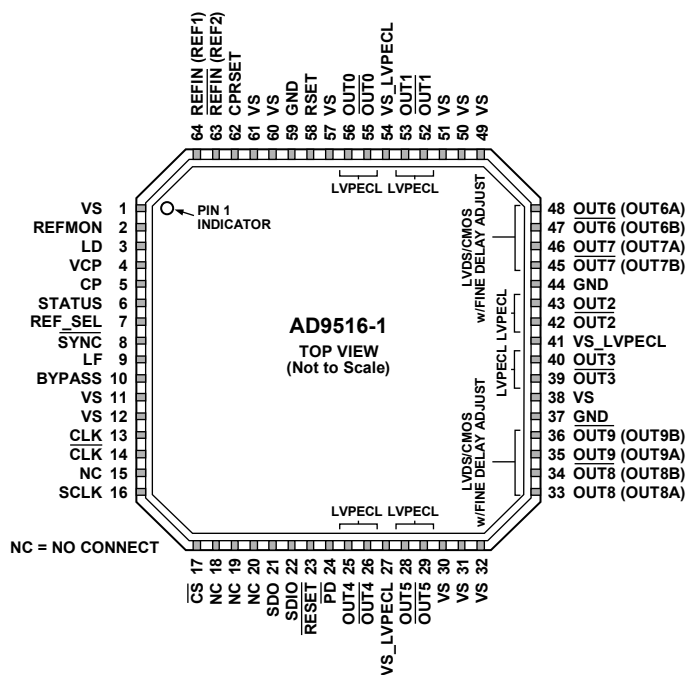 64 REFIN (REF1)
63 REFIN (REF2)
62 CPRSET
61 VS
60 VS
59 GND
58 RSET
57 VS
56 OUT0
55 OUT0
54 VS_LVPECL
53 OUT1
52 OUT1
51 VS
50 VS
49 VS
LVPECL
LVPECL
VS 1
REFMON 2
LD 3
VCP 4
CP 5
STATUS 6
REF_SEL 7
SYNC 8
LF 9
BYPASS 10
VS 11
VS 12
CLK 13
CLK 14
NC 15
SCLK 16
PIN 1
INDICATOR
AD9516-1
TOP VIEW
(Not to Scale)
LVDS/CMOS
w/FINE DELAY ADJUST
LVPECL
LVPECL
LVDS/CMOS
w/FINE DELAY ADJUST
48 OUT6 (OUT6A)
47 OUT6 (OUT6B)
46 OUT7 (OUT7A)
45 OUT7 (OUT7B)
44 GND
43 OUT2
42 OUT2
41 VS_LVPECL
40 OUT3
39 OUT3
38 VS
37 GND
36 OUT9 (OUT9B)
35 OUT9 (OUT9A)
34 OUT8 (OUT8B)
33 OUT8 (OUT8A)
LVPECL
LVPECL
NC = NO CONNECT
CS 17
NC 18
NC 19
NC 20
SDO 21
SDIO 22
RESET 23
PD 24
OUT4 25
OUT4 26
VS_LVPECL 27
OUT5 28
OUT5 29
VS 30
VS 31
VS 32